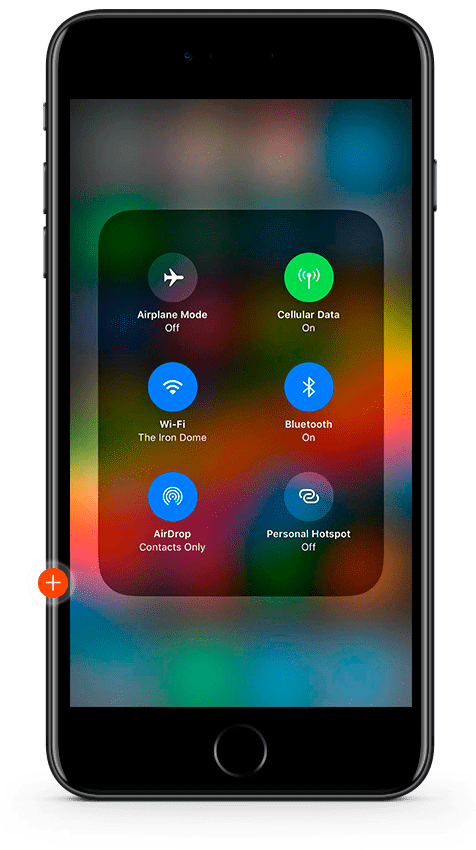 Airplane Mode
Off
Cellular Data
On
Wi-Fi
The Iron Dome
Bluetooth
On
AirDrop
Contacts Only
Personal Hotspot
Off